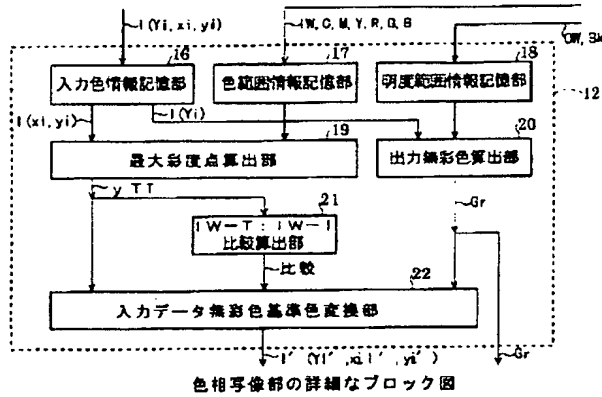 I(Yi,xi,yi)
IW,C,M,Y,R,G,B
OW,Bk
16
17
18
12
入力色情報記憶部
色範囲情報記憶部
明度範囲情報記憶部
I(xi,yi)
I(Yi)
19
20
最大彩度点算出部
出力無彩色算出部
21
Gr
IW-T:IW-I
比較算出部
比較
22
入力データ無彩色基準色変換部
I'(Yi',xi',yi')
Gr
色相写像部の詳細なブロック図